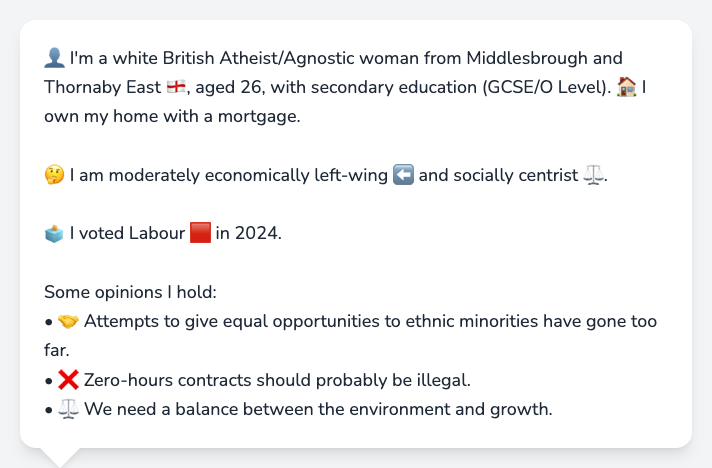 👤 I'm a white British Atheist/Agnostic woman from Middlesbrough and
Thornaby East 🏴󠁧󠁢󠁥󠁮󠁧󠁿, aged 26, with secondary education (GCSE/O Level). 🏠 I
own my home with a mortgage.
🤔 I am moderately economically left-wing ⬅️ and socially centrist ⚖️.
🗳️ I voted Labour 🟥 in 2024.
Some opinions I hold:
• 🤝 Attempts to give equal opportunities to ethnic minorities have gone too
far.
• ❌ Zero-hours contracts should probably be illegal.
• ⚖️ We need a balance between the environment and growth.